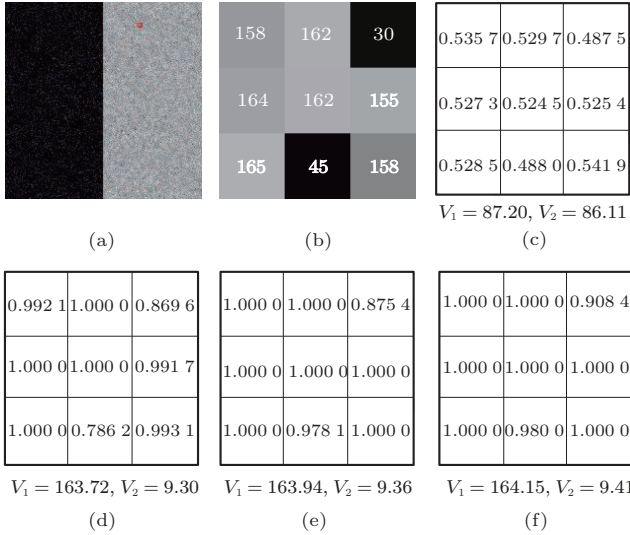 158 162 30
164 162 155
165 45 158
0.535 7 0.529 7 0.487 5
0.527 3 0.524 5 0.525 4
0.528 5 0.488 0 0.541 9
V₁ = 87.20, V₂ = 86.11
(a) (b) (c)
0.992 1 1.000 0 0.869 6
1.000 0 1.000 0 0.991 7
1.000 0 0.786 2 0.993 1
V₁ = 163.72, V₂ = 9.30
(d)
1.000 0 1.000 0 0.875 4
1.000 0 1.000 0 1.000 0
1.000 0 0.978 1 1.000 0
V₁ = 163.94, V₂ = 9.36
(e)
1.000 0 1.000 0 0.908 4
1.000 0 1.000 0 1.000 0
1.000 0 0.980 0 1.000 0
V₁ = 164.15, V₂ = 9.41
(f)